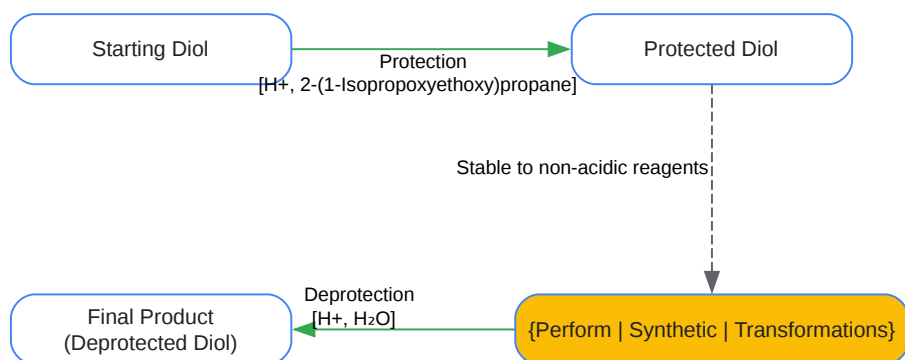 Starting Diol
Protected Diol
Protection
[H+, 2-(1-Isopropoxyethoxy)propane]
Stable to non-acidic reagents
Deprotection
[H+, H₂O]
Final Product
(Deprotected Diol)
{Perform | Synthetic | Transformations}